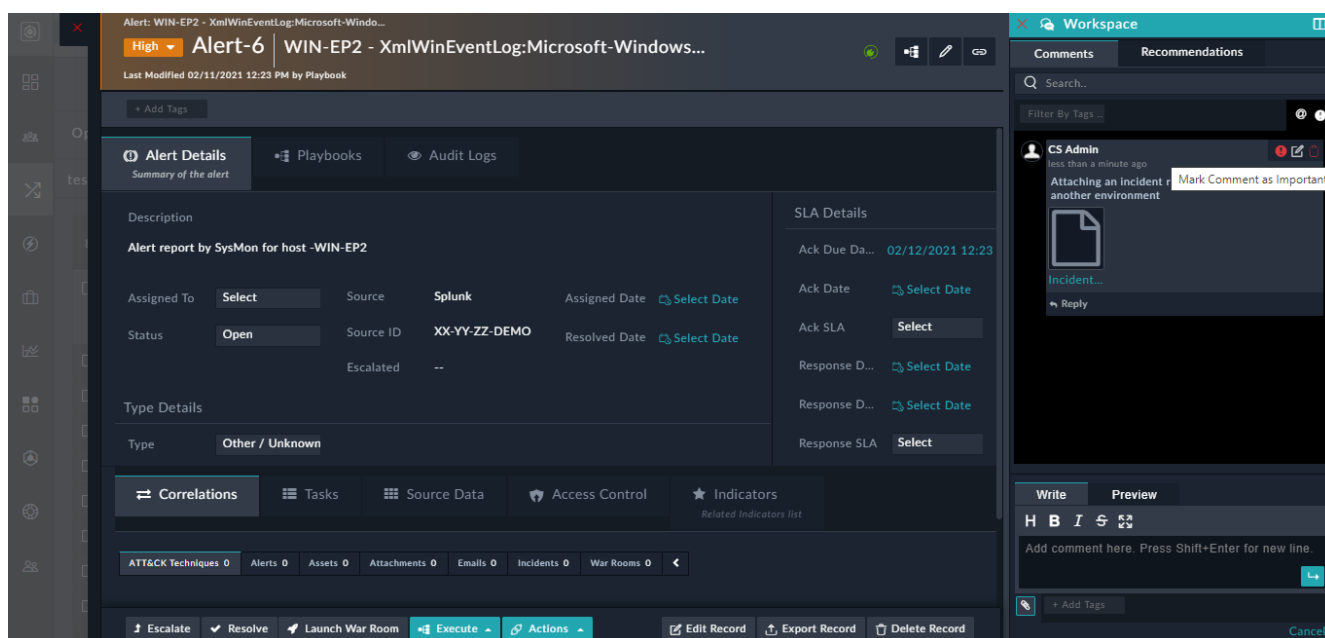 Alert: WIN-EP2 - XmlWinEventLog:Microsoft-Windo...
High
Alert-6
WIN-EP2 - XmlWinEventLog:Microsoft-Windows...
Last Modified 02/11/2021 12:23 PM by Playbook
+ Add Tags
Op
tes
Alert Details
Summary of the alert
Playbooks
Audit Logs
Description
Alert report by SysMon for host -WIN-EP2
Assigned To
Select
Source
Splunk
Assigned Date
Select Date
Status
Open
Source ID
XX-YY-ZZ-DEMO
Resolved Date
Select Date
Escalated
--
Type Details
Type
Other / Unknown
SLA Details
Ack Due Da...
02/12/2021 12:23
Ack Date
Select Date
Ack SLA
Select
Response D...
Select Date
Response D...
Select Date
Response SLA
Select
Correlations
Tasks
Source Data
Access Control
Indicators
Related Indicators list
ATT&CK Techniques 0
Alerts 0
Assets 0
Attachments 0
Emails 0
Incidents 0
War Rooms 0
Escalate
Resolve
Launch War Room
Execute
Actions
Edit Record
Export Record
Delete Record
Workspace
Comments
Recommendations
Search..
Filter By Tags ..
@
CS Admin
less than a minute ago
Attaching an incident r
Mark Comment as Important
another environment
Incident...
Reply
Write
Preview
H B I S
Add comment here. Press Shift+Enter for new line.
+ Add Tags
Cancel